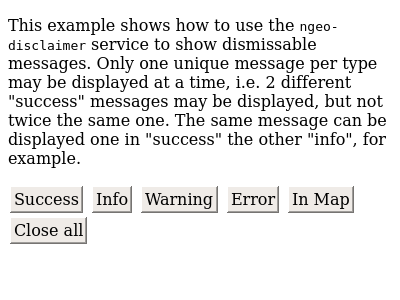 This example shows how to use the ngeo-
disclaimer service to show dismissable
messages. Only one unique message per type
may be displayed at a time, i.e. 2 different
"success" messages may be displayed, but not
twice the same one. The same message can be
displayed one in "success" the other "info", for
example.
Success Info Warning Error In Map
Close all